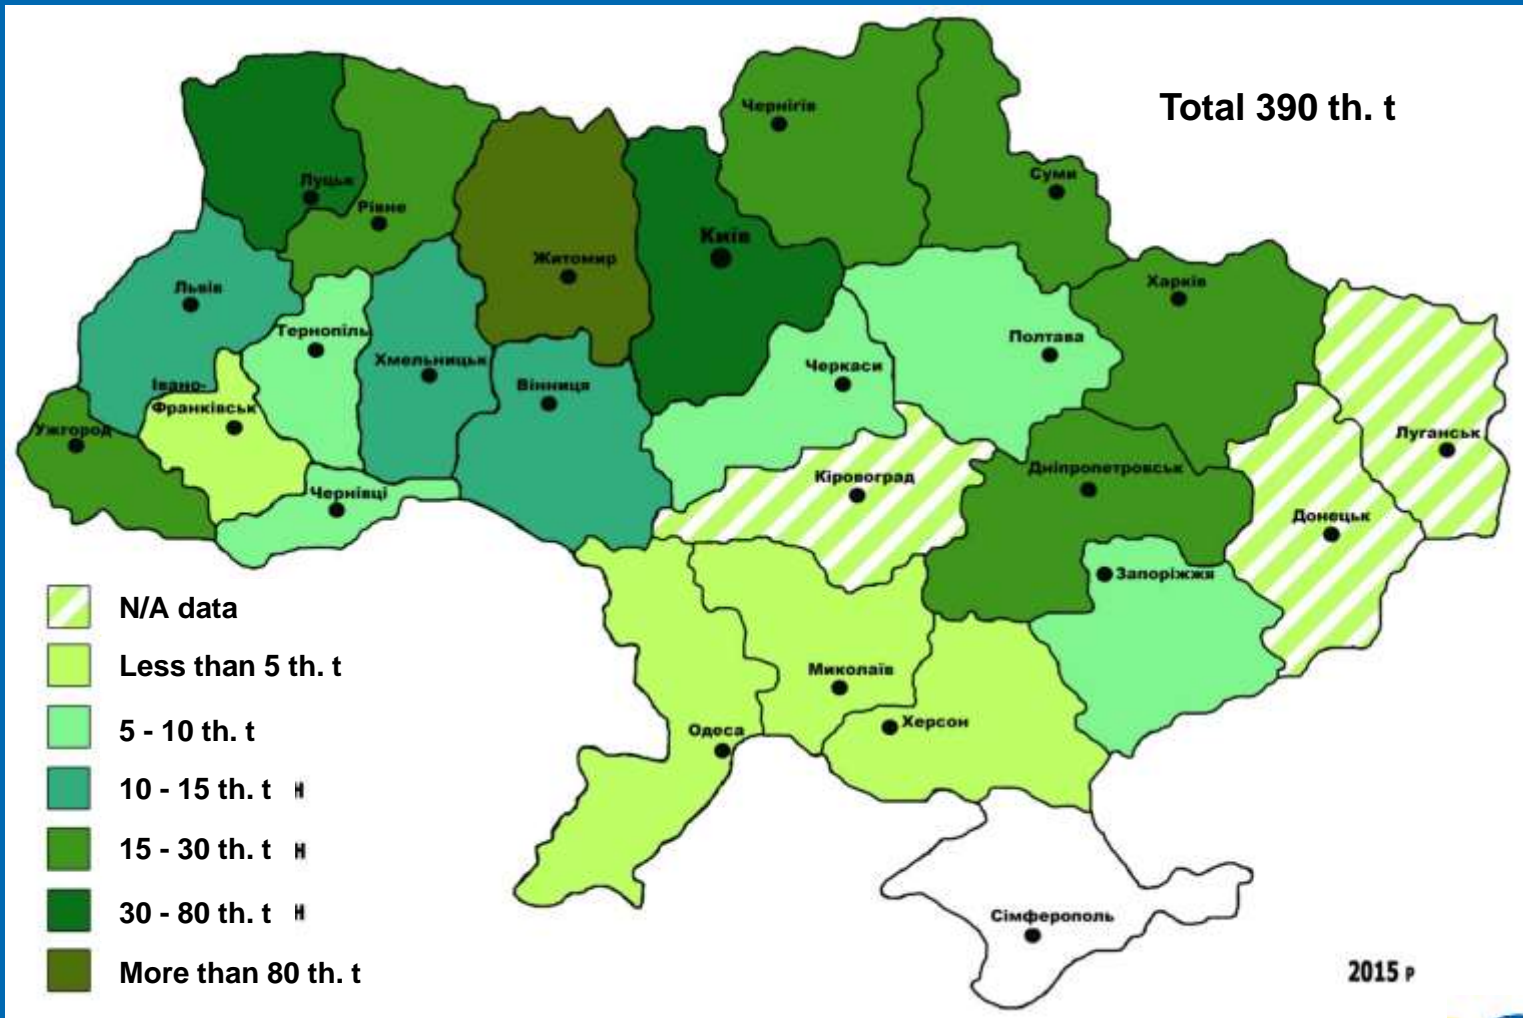 Total 390 th. t
Чернігів
Суми
Луцьк
Рівне
Київ
Житомир
Львів
Харків
Тернопіль
Хмельницьк
Вінниця
Черкаси
Полтава
Івано-
Франківськ
Ужгород
Луганськ
Чернівці
Кіровоград
Дніпропетровськ
Донецьк
Запоріжжя
Миколаїв
Херсон
Одеса
Сімферополь
N/A data
Less than 5 th. t
5 - 10 th. t
10 - 15 th. t н
15 - 30 th. t н
30 - 80 th. t н
More than 80 th. t
2015 р